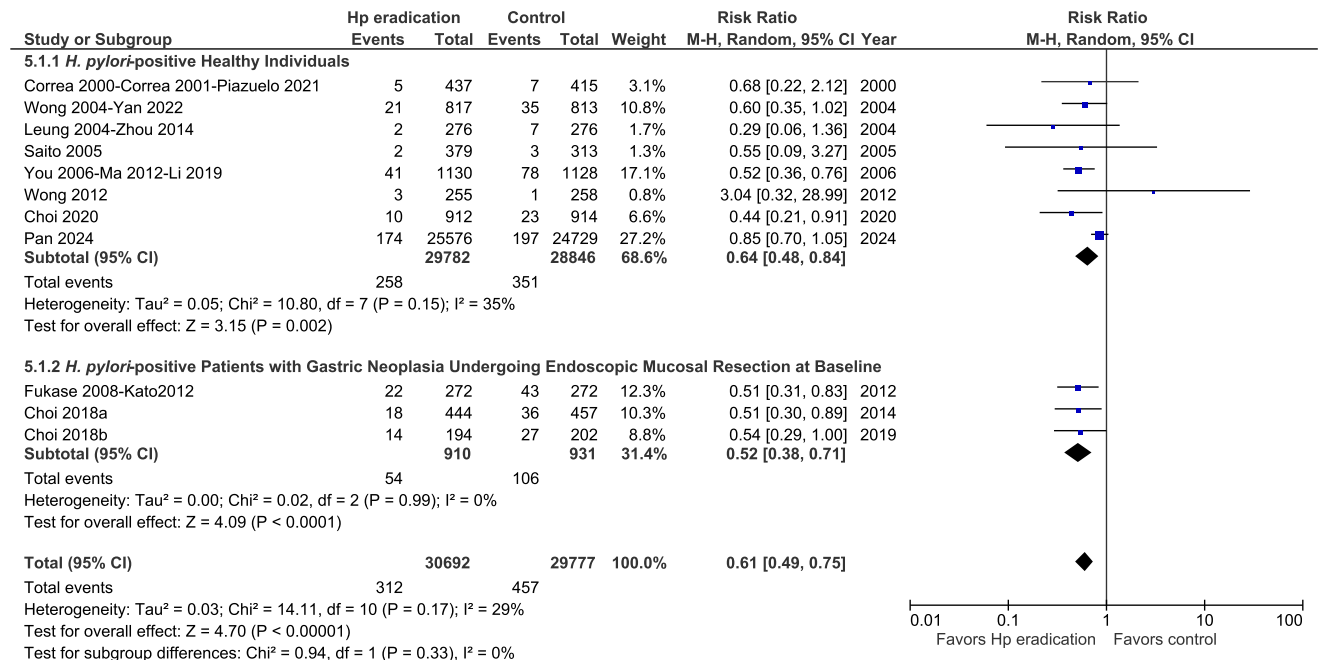 Hp eradication Control Risk Ratio Risk Ratio
Study or Subgroup Events Total Events Total Weight M-H, Random, 95% CI Year M-H, Random, 95% CI
5.1.1 H. pylori-positive Healthy Individuals
Correa 2000-Correa 2001-Piazuelo 2021 5 437 7 415 3.1% 0.68 [0.22, 2.12] 2000
Wong 2004-Yan 2022 21 817 35 813 10.8% 0.60 [0.35, 1.02] 2004
Leung 2004-Zhou 2014 2 276 7 276 1.7% 0.29 [0.06, 1.36] 2004
Saito 2005 2 379 3 313 1.3% 0.55 [0.09, 3.27] 2005
You 2006-Ma 2012-Li 2019 41 1130 78 1128 17.1% 0.52 [0.36, 0.76] 2006
Wong 2012 3 255 1 258 0.8% 3.04 [0.32, 28.99] 2012
Choi 2020 10 912 23 914 6.6% 0.44 [0.21, 0.91] 2020
Pan 2024 174 25576 197 24729 27.2% 0.85 [0.70, 1.05] 2024
Subtotal (95% CI) 29782 28846 68.6% 0.64 [0.48, 0.84]
Total events 258 351
Heterogeneity: Tau² = 0.05; Chi² = 10.80, df = 7 (P = 0.15); I² = 35%
Test for overall effect: Z = 3.15 (P = 0.002)
5.1.2 H. pylori-positive Patients with Gastric Neoplasia Undergoing Endoscopic Mucosal Resection at Baseline
Fukase 2008-Kato2012 22 272 43 272 12.3% 0.51 [0.31, 0.83] 2012
Choi 2018a 18 444 36 457 10.3% 0.51 [0.30, 0.89] 2014
Choi 2018b 14 194 27 202 8.8% 0.54 [0.29, 1.00] 2019
Subtotal (95% CI) 910 931 31.4% 0.52 [0.38, 0.71]
Total events 54 106
Heterogeneity: Tau² = 0.00; Chi² = 0.02, df = 2 (P = 0.99); I² = 0%
Test for overall effect: Z = 4.09 (P < 0.0001)
Total (95% CI) 30692 29777 100.0% 0.61 [0.49, 0.75]
Total events 312 457
Heterogeneity: Tau² = 0.03; Chi² = 14.11, df = 10 (P = 0.17); I² = 29%
Test for overall effect: Z = 4.70 (P < 0.00001)
Test for subgroup differences: Chi² = 0.94, df = 1 (P = 0.33), I² = 0%
0.01 0.1 1 10 100
Favors Hp eradication Favors control